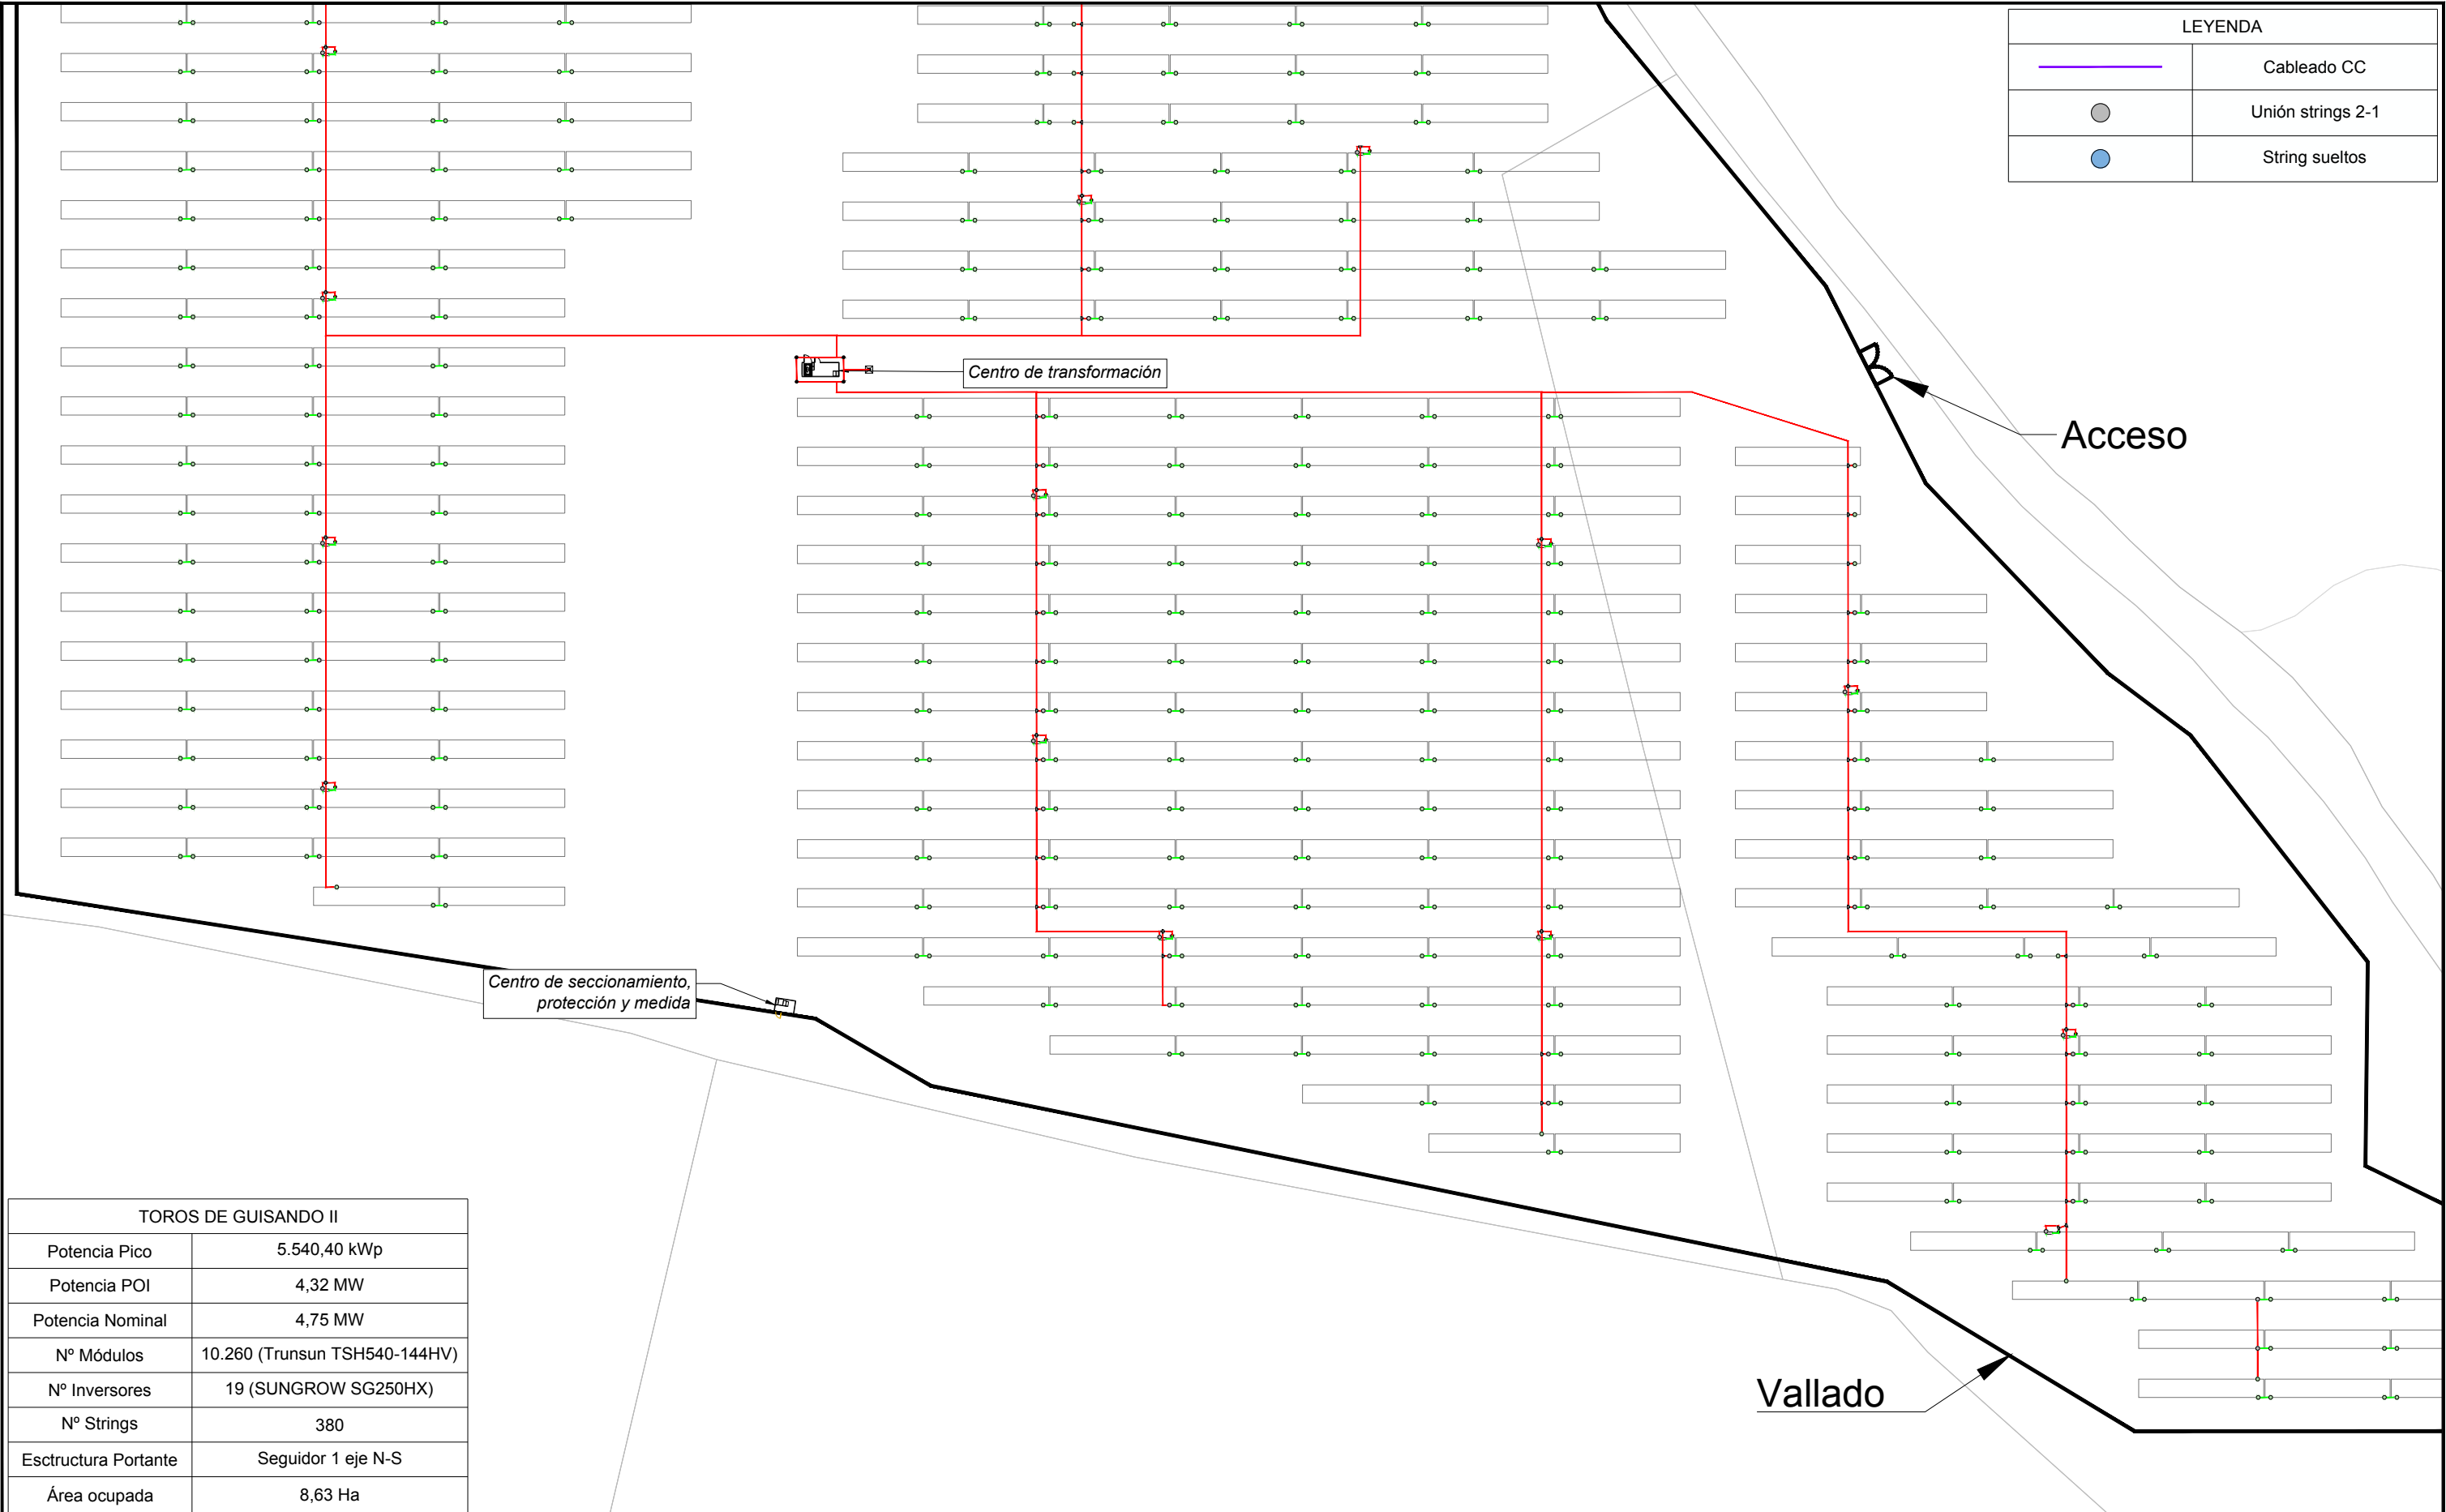 LEYENDA
Cableado CC
Unión strings 2-1
String sueltos
Centro de transformación
Acceso
Centro de seccionamiento,
protección y medida
Vallado
TOROS DE GUISANDO II
Potencia Pico 5.540,40 kWp
Potencia POI 4,32 MW
Potencia Nominal 4,75 MW
Nº Módulos 10.260 (Trunsun TSH540-144HV)
Nº Inversores 19 (SUNGROW SG250HX)
Nº Strings 380
Esctructura Portante Seguidor 1 eje N-S
Área ocupada 8,63 Ha